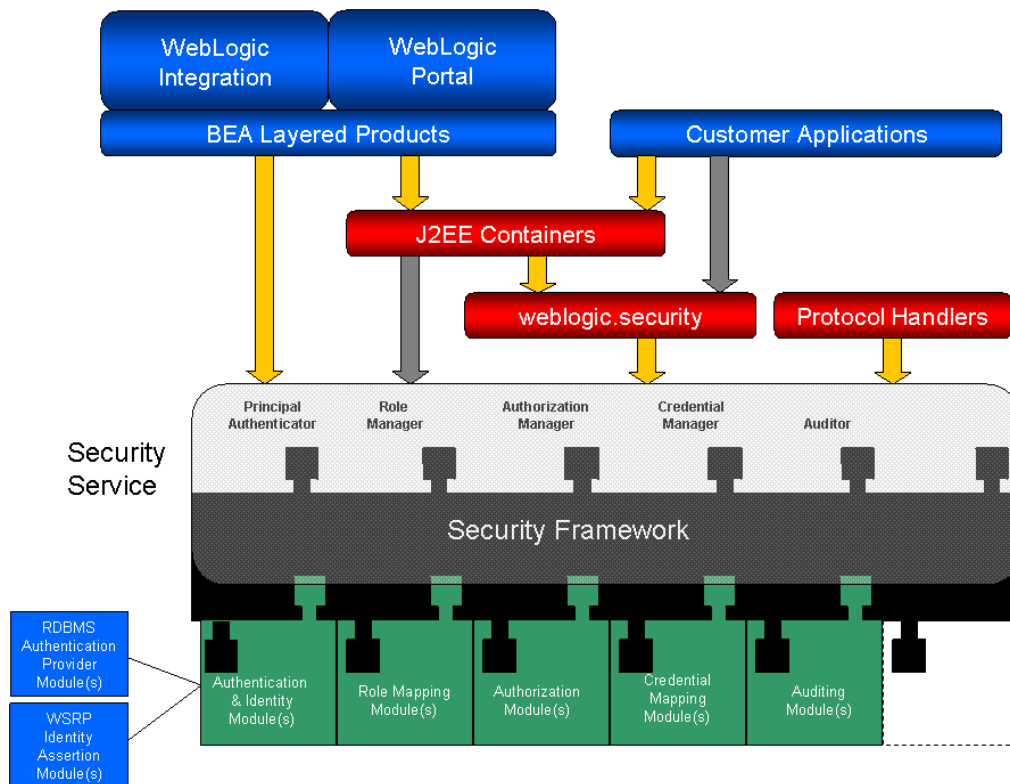 WebLogic
Integration
WebLogic
Portal
BEA Layered Products
Customer Applications
J2EE Containers
weblogic.security
Protocol Handlers
Principal
Authenticator
Role
Manager
Authorization
Manager
Credential
Manager
Auditor
Security
Service
Security Framework
RDBMS
Authentication
Provider
Module(s)
WSRP
Identity
Assertion
Module(s)
Authentication
& Identity
Module(s)
Role Mapping
Module(s)
Authorization
Module(s)
Credential
Mapping
Module(s)
Auditing
Module(s)